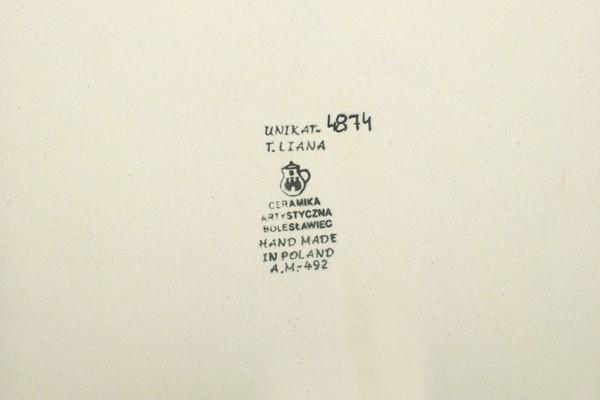 UNIKAT- 4874
T. LIANA
CERAMIKA
ARTYSTYCZNA
BOLESŁAWIEC
HAND MADE
IN POLAND
A.M.-492